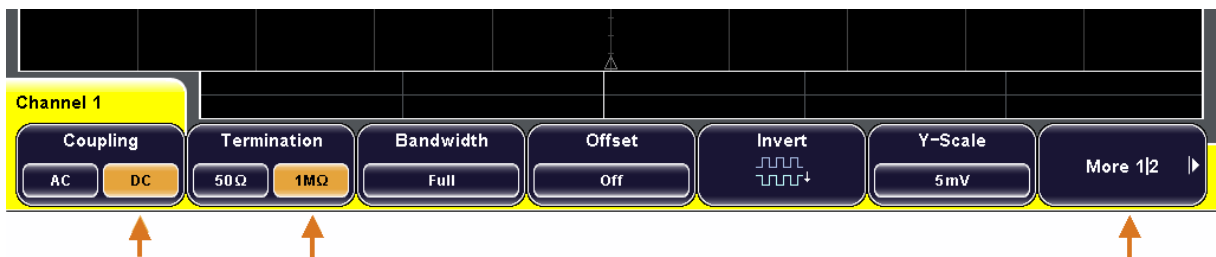 Channel 1
Coupling Termination Bandwidth Offset Invert Y-Scale More 1|2
AC DC 50Ω 1MΩ Full Off 5mV